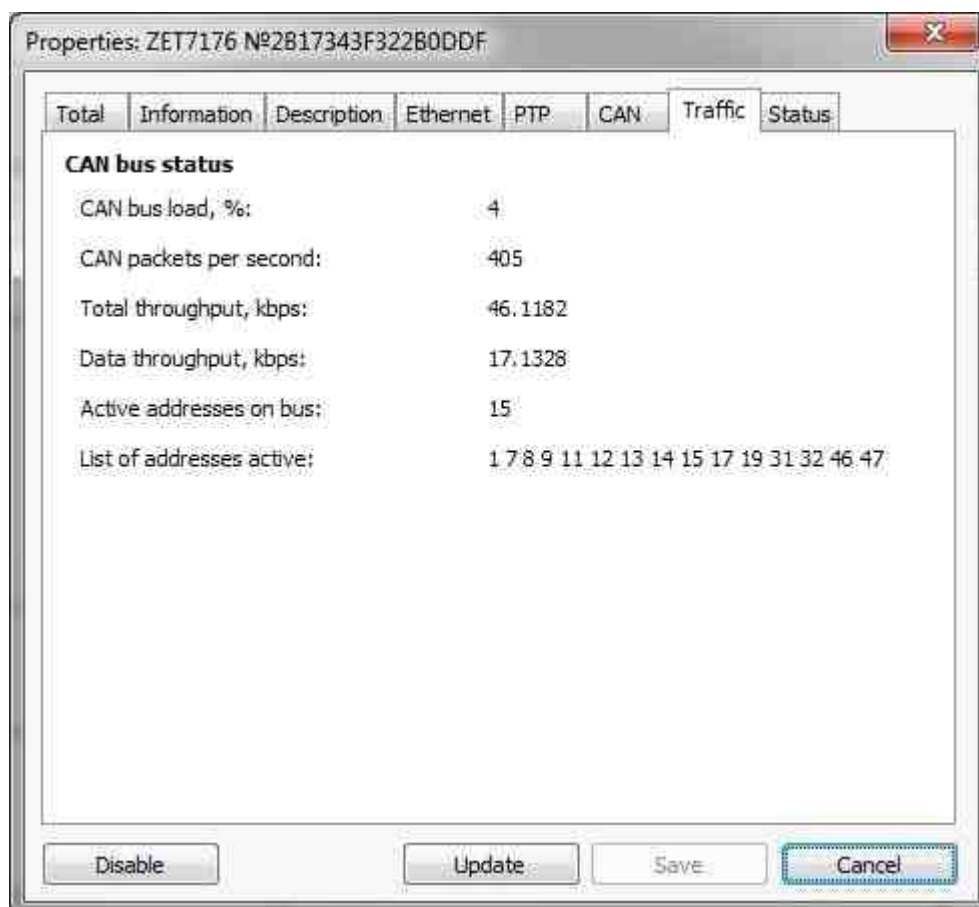 Properties: ZET7176 №2817343F322B0DDF
Total Information Description Ethernet PTP CAN Traffic Status
CAN bus status
CAN bus load, %: 4
CAN packets per second: 405
Total throughput, kbps: 46.1182
Data throughput, kbps: 17.1328
Active addresses on bus: 15
List of addresses active: 1 7 8 9 11 12 13 14 15 17 19 31 32 46 47
Disable Update Save Cancel